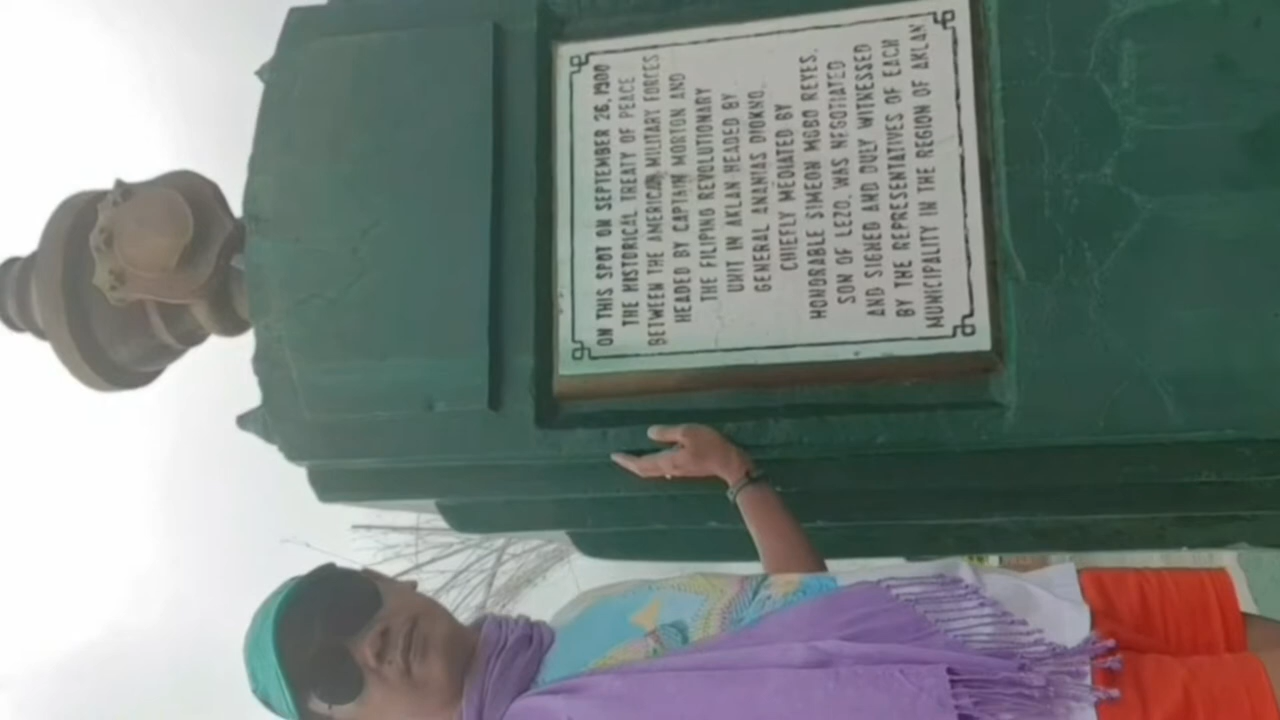 ON THIS SPOT ON SEPTEMBER 26, 1900
THE HISTORICAL TREATY OF PEACE
BETWEEN THE AMERICAN MILITARY FORCES
HEADED BY CAPTAIN MORTON AND
THE FILIPINO REVOLUTIONARY
UNIT IN AKLAN HEADED BY
GENERAL ANANIAS DIOKNO,
CHIEFLY MEDIATED BY
HONORABLE SIMEON MOBO REYES,
SON OF LEZO, WAS NEGOTIATED
AND SIGNED AND DULY WITNESSED
BY THE REPRESENTATIVES OF EACH
MUNICIPALITY IN THE REGION OF AKLAN.